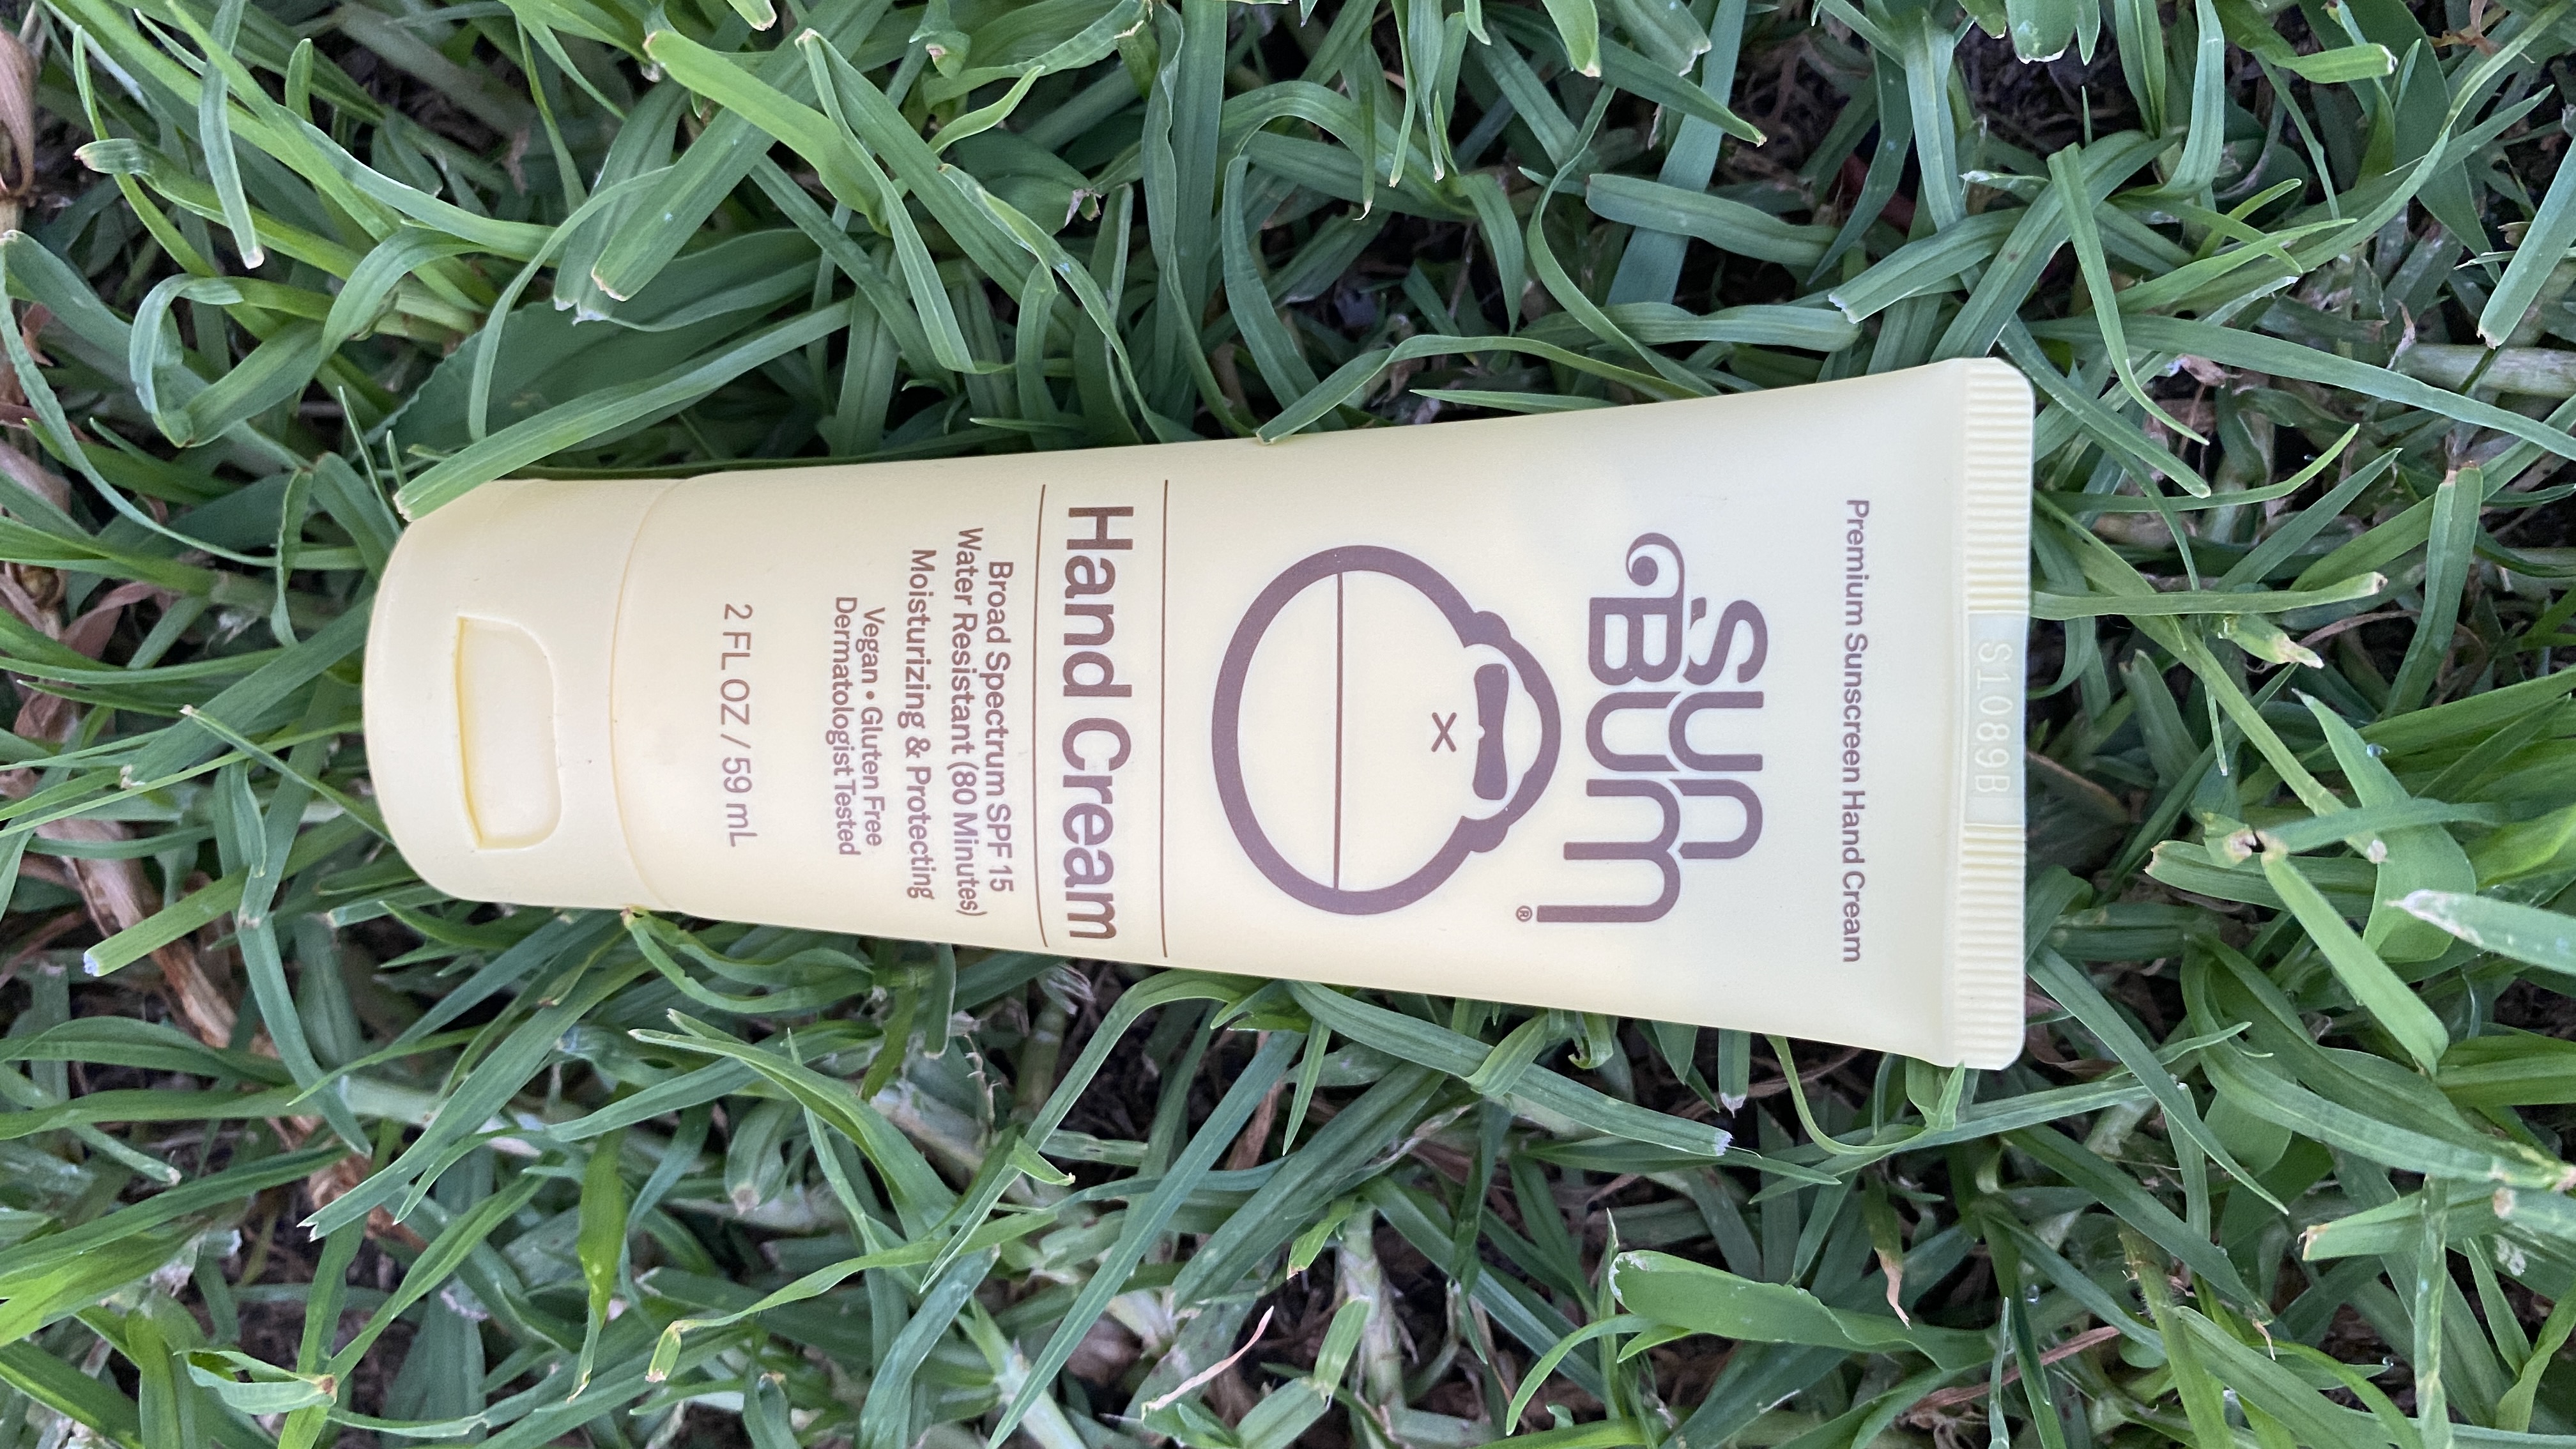 S1089B
Premium Sunscreen Hand Cream
Sun
Bum®
Hand Cream
Broad Spectrum SPF 15
Water Resistant (80 Minutes)
Moisturizing & Protecting
Vegan • Gluten Free
Dermatologist Tested
2 FL OZ / 59 mL